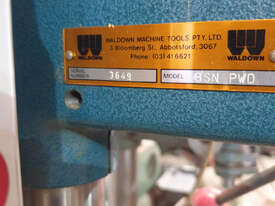 WALDOWN MACHINE TOOLS PTY. LTD.
3 Bloomberg St., Abbotsford, 3067
Phone: (03) 41 6621
WALDOWN
WALDOWN
SERIAL NUMBER 3649
MODEL 8SN PWD